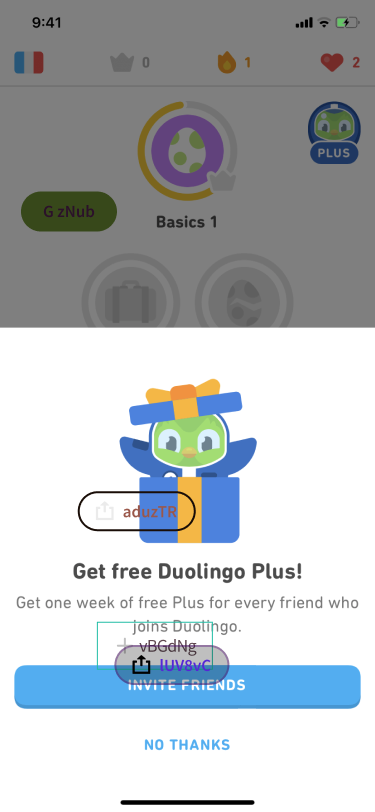 9:41
0
1
2
PLUS
G zNub
Basics 1
aduzTR
Get free Duolingo Plus!
Get one week of free Plus for every friend who
joins Duolingo.
vBGdNg
lUV8vC
INVITE FRIENDS
NO THANKS